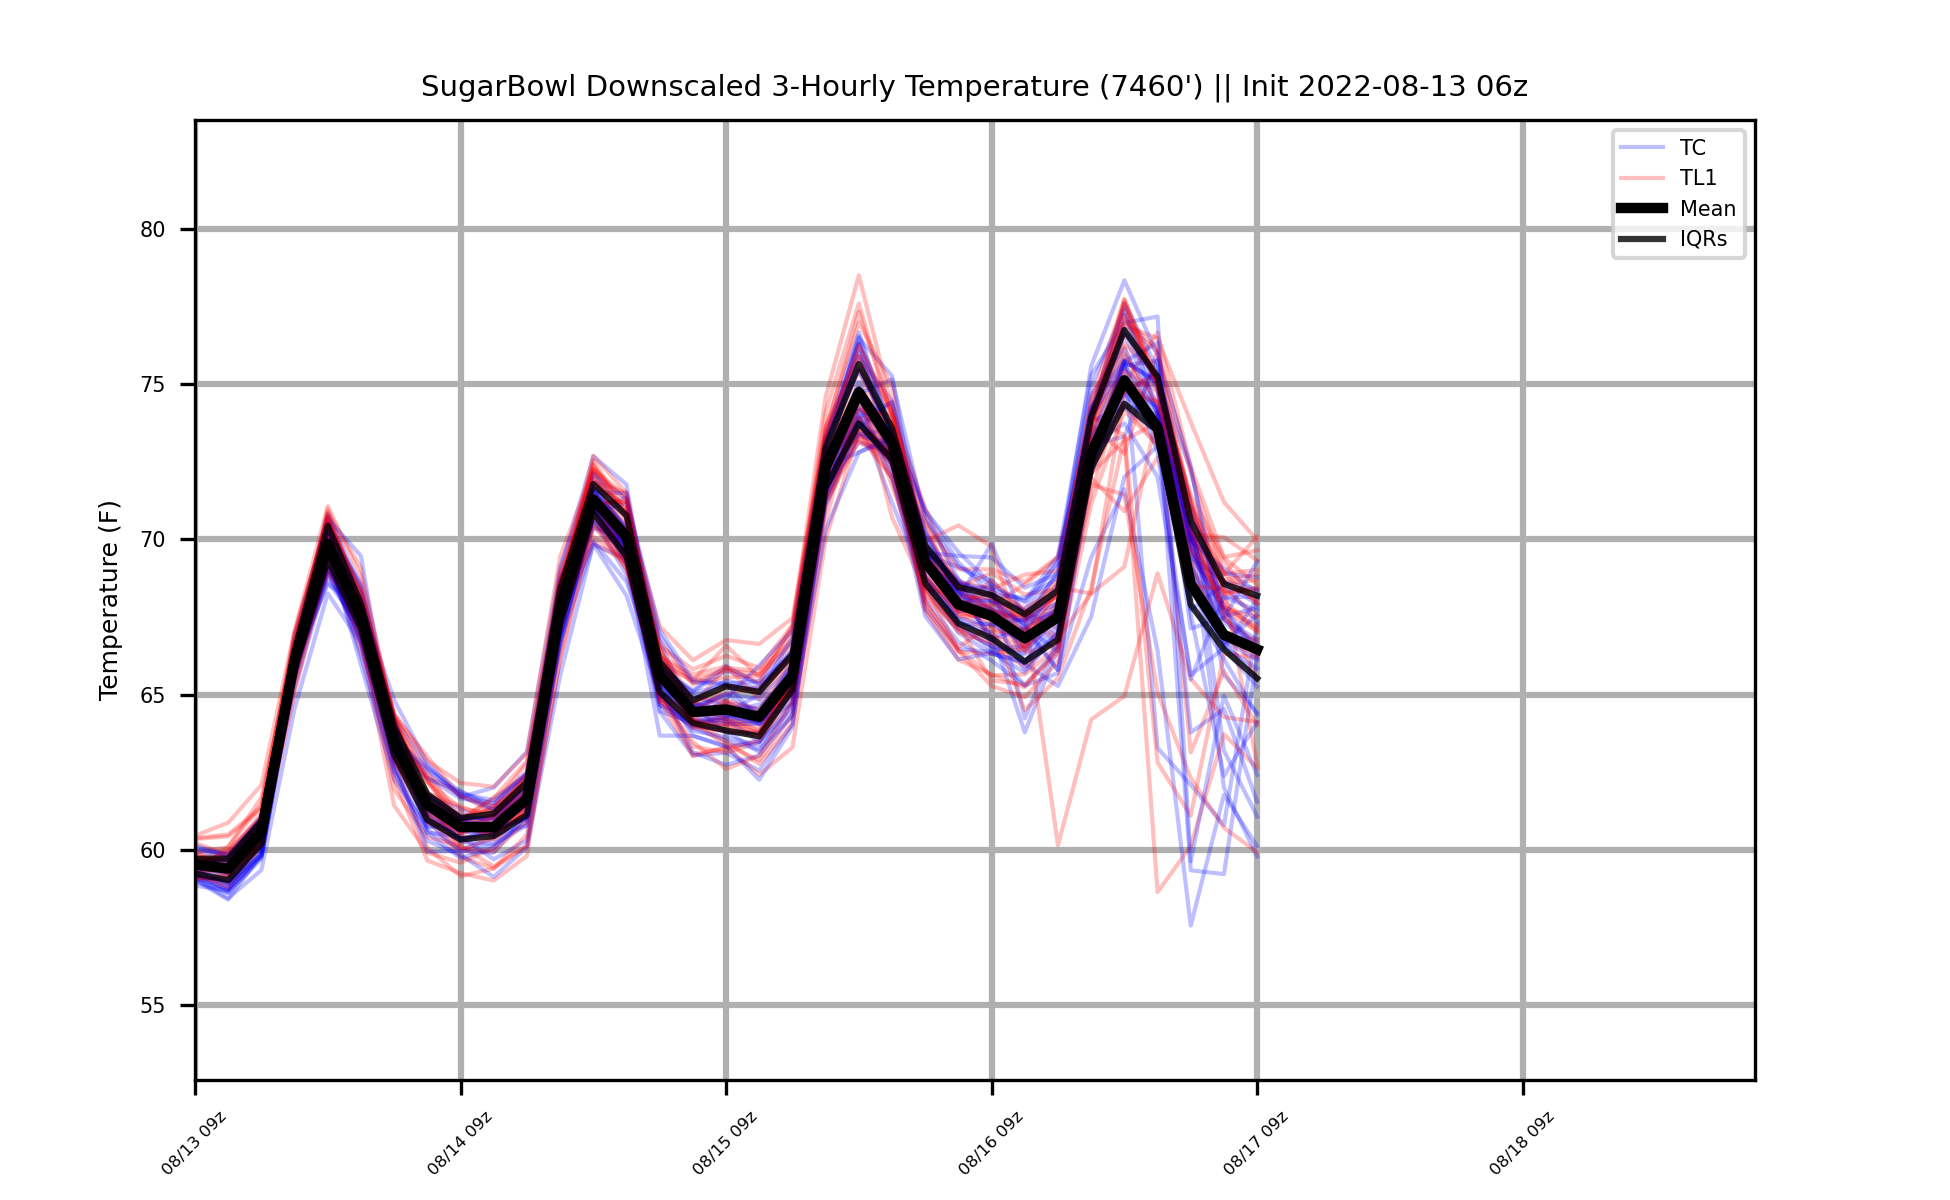 SugarBowl Downscaled 3-Hourly Temperature (7460') || Init 2022-08-13 06z
TC
TL1
Mean
IQRs
Temperature (F)
80
75
70
65
60
55
08/13 09z
08/14 09z
08/15 09z
08/16 09z
08/17 09z
08/18 09z